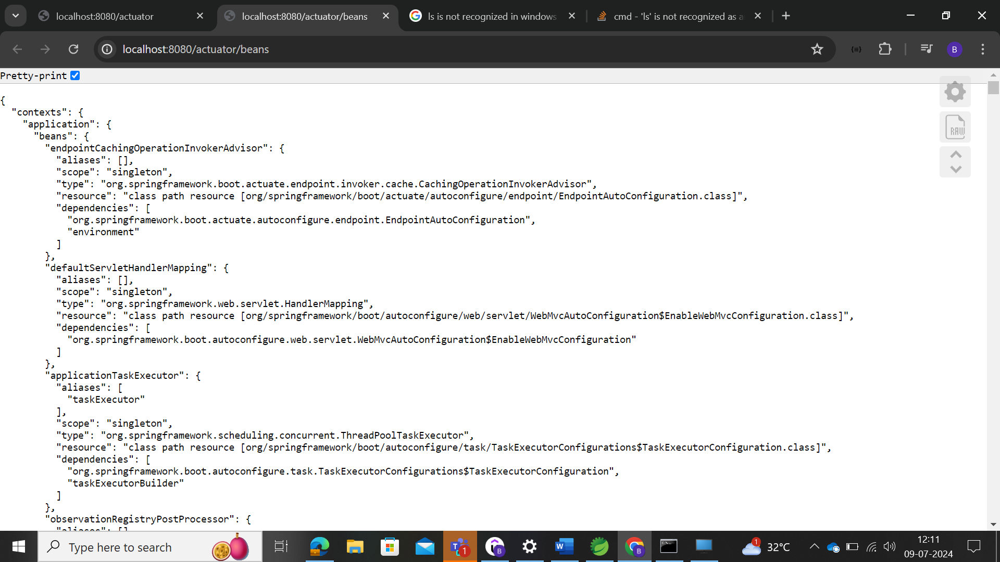 localhost:8080/actuator
localhost:8080/actuator/beans
ls is not recognized in windows
cmd - 'ls' is not recognized as a
localhost:8080/actuator/beans
B
Pretty-print
{
  "contexts": {
    "application": {
      "beans": {
        "endpointCachingOperationInvokerAdvisor": {
          "aliases": [],
          "scope": "singleton",
          "type": "org.springframework.boot.actuate.endpoint.invoker.cache.CachingOperationInvokerAdvisor",
          "resource": "class path resource [org/springframework/boot/actuate/autoconfigure/endpoint/EndpointAutoConfiguration.class]",
          "dependencies": [
            "org.springframework.boot.actuate.autoconfigure.endpoint.EndpointAutoConfiguration",
            "environment"
          ]
        },
        "defaultServletHandlerMapping": {
          "aliases": [],
          "scope": "singleton",
          "type": "org.springframework.web.servlet.HandlerMapping",
          "resource": "class path resource [org/springframework/boot/autoconfigure/web/servlet/WebMvcAutoConfiguration$EnableWebMvcConfiguration.class]",
          "dependencies": [
            "org.springframework.boot.autoconfigure.web.servlet.WebMvcAutoConfiguration$EnableWebMvcConfiguration"
          ]
        },
        "applicationTaskExecutor": {
          "aliases": [
            "taskExecutor"
          ],
          "scope": "singleton",
          "type": "org.springframework.scheduling.concurrent.ThreadPoolTaskExecutor",
          "resource": "class path resource [org/springframework/boot/autoconfigure/task/TaskExecutorConfigurations$TaskExecutorConfiguration.class]",
          "dependencies": [
            "org.springframework.boot.autoconfigure.task.TaskExecutorConfigurations$TaskExecutorConfiguration",
            "taskExecutorBuilder"
          ]
        },
        "observationRegistryPostProcessor": {
          "aliases": []
RAW
Type here to search
1
B
W
B
1
32°C
12:11
09-07-2024